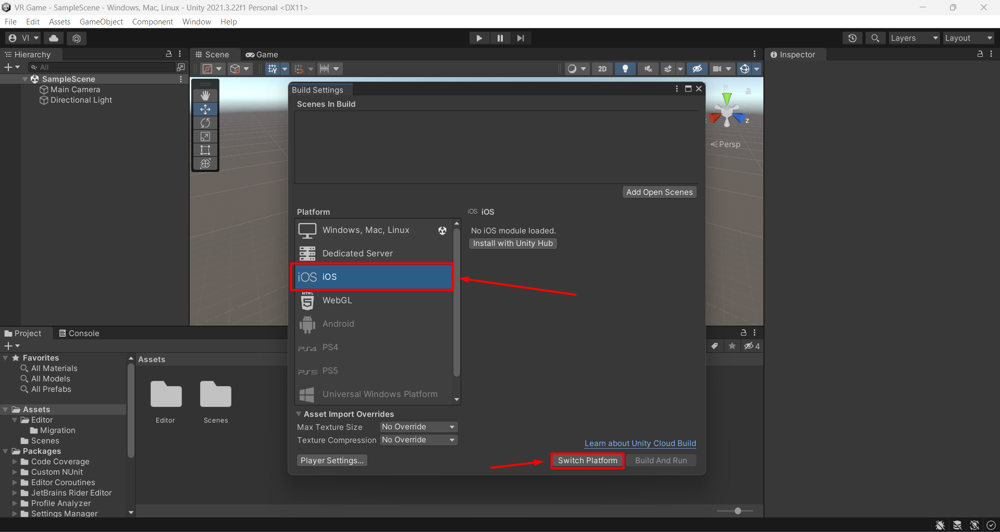 VR Game - SampleScene - Windows, Mac, Linux - Unity 2021.3.22f1 Personal <DX11>
File Edit Assets GameObject Component Window Help
VI Layers Layout
Hierarchy Scene Game Inspector
All 2D
SampleScene
Main Camera
Directional Light
Build Settings
Scenes In Build
y
z
Persp
Add Open Scenes
Platform
iOS iOS
Windows, Mac, Linux
No iOS module loaded.
Install with Unity Hub
Dedicated Server
iOS iOS
HTML
5 WebGL
Android
PS4 PS4
PS5 PS5
Universal Windows Platform
Asset Import Overrides
Max Texture Size No Override
Texture Compression No Override
Learn about Unity Cloud Build
Player Settings... Switch Platform Build And Run
Project Console
4
Favorites
All Materials
All Models
All Prefabs
Assets
Editor
Migration
Scenes
Packages
Code Coverage
Custom NUnit
Editor Coroutines
JetBrains Rider Editor
Profile Analyzer
Settings Manager
Assets
Editor Scenes